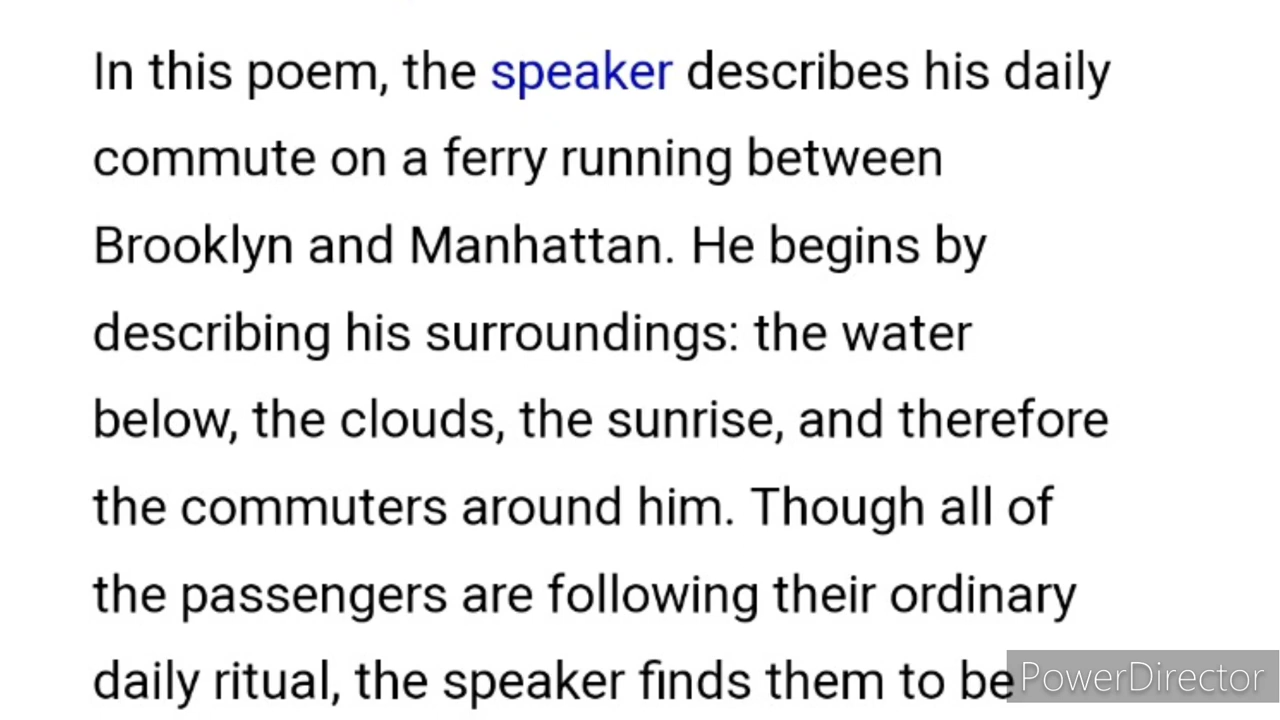 In this poem, the speaker describes his daily
commute on a ferry running between
Brooklyn and Manhattan. He begins by
describing his surroundings: the water
below, the clouds, the sunrise, and therefore
the commuters around him. Though all of
the passengers are following their ordinary
daily ritual, the speaker finds them to be
PowerDirector